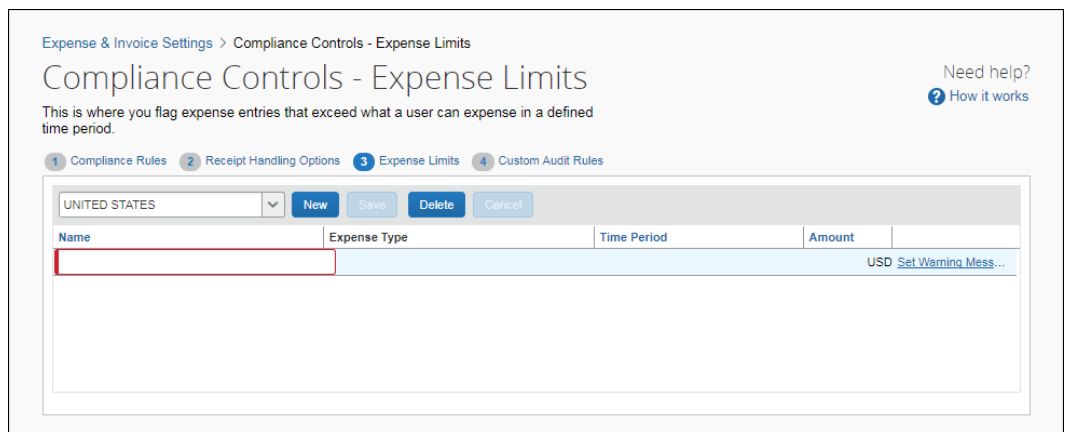 Expense & Invoice Settings > Compliance Controls - Expense Limits
Compliance Controls - Expense Limits
Need help?
? How it works
This is where you flag expense entries that exceed what a user can expense in a defined
time period.
1 Compliance Rules 2 Receipt Handling Options 3 Expense Limits 4 Custom Audit Rules
UNITED STATES New Save Delete Cancel
Name Expense Type Time Period Amount
USD Set Warning Mess...